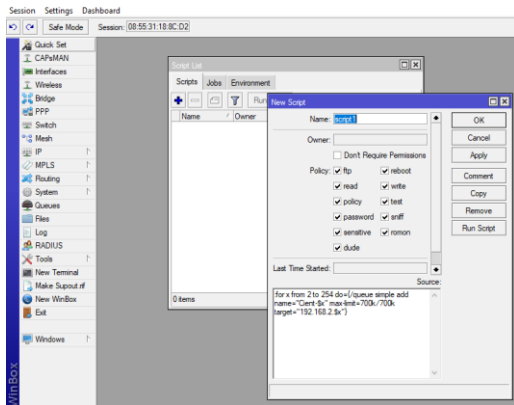 Session Settings Dashboard
Safe Mode Session: 08:55:31:18:8C:D2
Quick Set
CAPsMAN
Interfaces
Wireless
Bridge
PPP
Switch
Mesh
IP
MPLS
Routing
System
Queues
Files
Log
RADIUS
Tools
New Terminal
Make Supout.rif
New WinBox
Exit
Windows
WinBox
Script List
Scripts Jobs Environment
Run
Name Owner
0 items
New Script
Name: script1
Owner:
Don't Require Permissions
Policy: ftp reboot
read write
policy test
password sniff
sensitive romon
dude
Last Time Started:
Source:
:for x from 2 to 254 do={/queue simple add
name="Cient-$x" max-limit=700k/700k
target="192.168.2.$x"}
OK
Cancel
Apply
Comment
Copy
Remove
Run Script